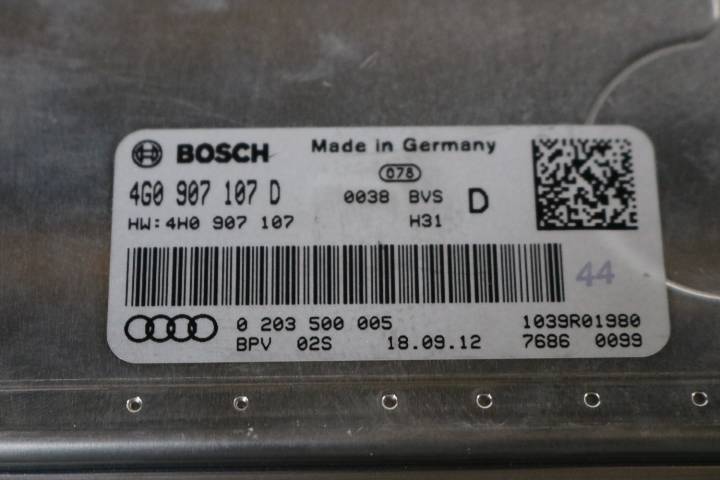 BOSCH Made in Germany
078
4G0 907 107 D 0038 BVS D
HW:4H0 907 107 H31
44
0 203 500 005 1039R01980
BPV 02S 18.09.12 7686 0099